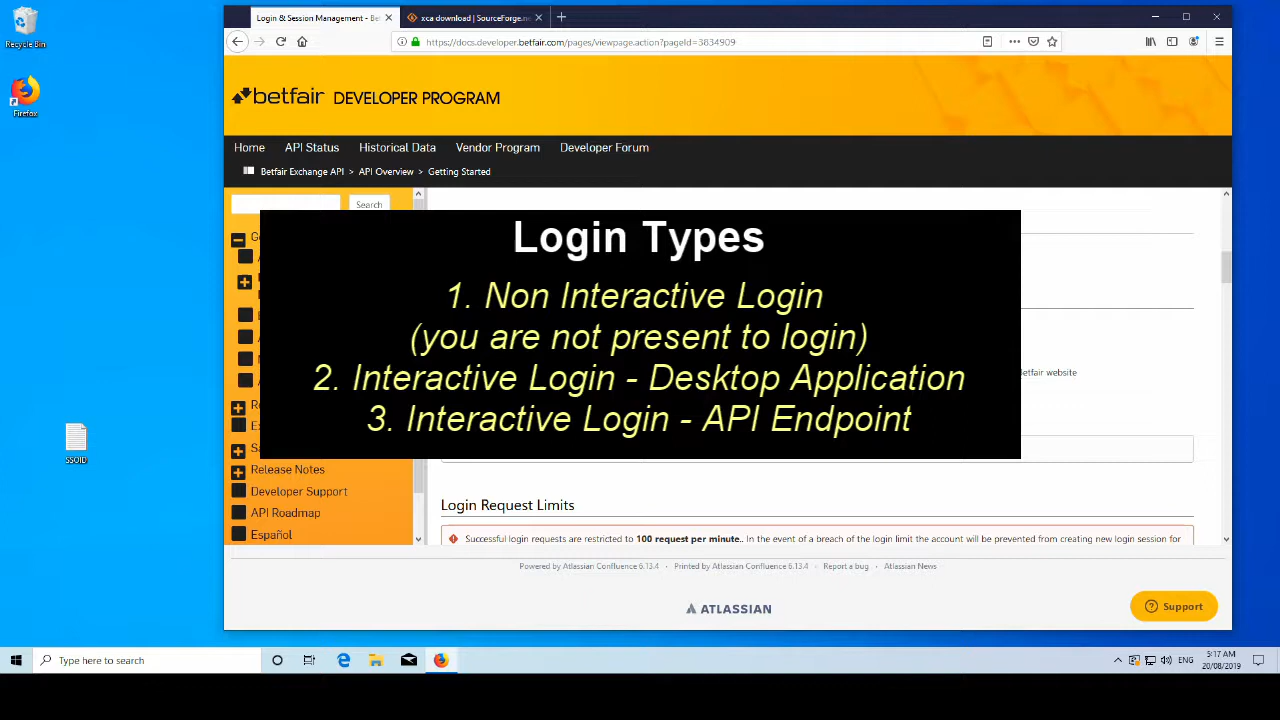 Recycle Bin
Firefox
SSOID
Login & Session Management - Be
xca download | SourceForge.n
https://docs.developer.betfair.com/pages/viewpage.action?pageId=3834909
betfair DEVELOPER PROGRAM
Home API Status Historical Data Vendor Program Developer Forum
Betfair Exchange API > API Overview > Getting Started
Search
Login Types
1. Non Interactive Login
(you are not present to login)
2. Interactive Login - Desktop Application
3. Interactive Login - API Endpoint
etfair website
Release Notes
Developer Support
API Roadmap
Español
Login Request Limits
Successful login requests are restricted to 100 request per minute.. In the event of a breach of the login limit the account will be prevented from creating new login session for
Powered by Atlassian Confluence 6.13.4 · Printed by Atlassian Confluence 6.13.4 · Report a bug · Atlassian News
ATLASSIAN
Support
Type here to search
ENG
5:17 AM
20/08/2019